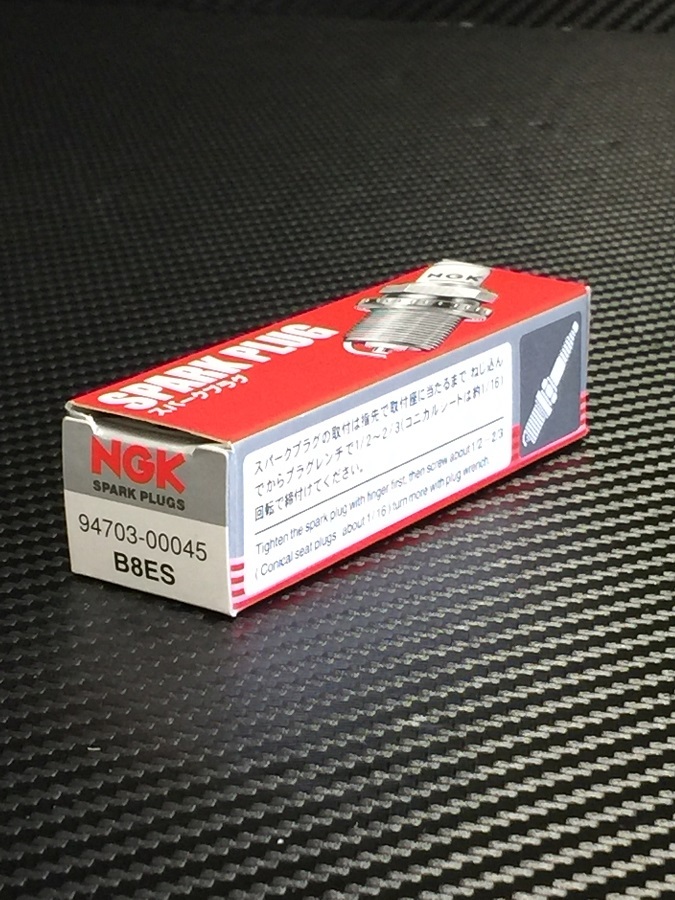 NGK
SPARK PLUG
スパークプラグ
NGK
SPARK PLUGS
94703-00045
B8ES
スパークプラグの取付は指先で取付座に当たるまで ねじ込ん
でからプラグレンチで1/2～2/3(コニカルシートは約1/16)
回転で締付けてください。
Tighten the spark plug with finger first, then screw about 1/2～2/3
(Conical seat plugs about 1/16) turn more with plug wrench.